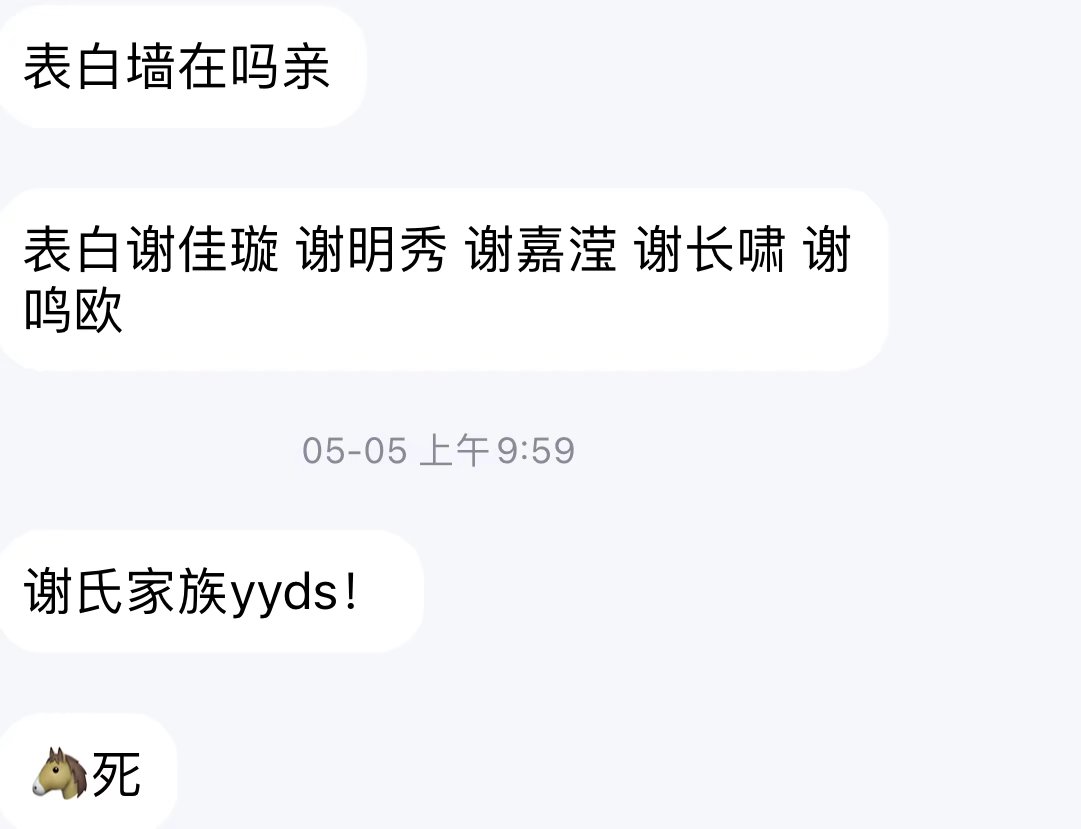 表白墙在吗亲
表白谢佳璇 谢明秀 谢嘉滢 谢长啸 谢
鸣欧
05-05 上午9:59
谢氏家族yyds！
🐴死